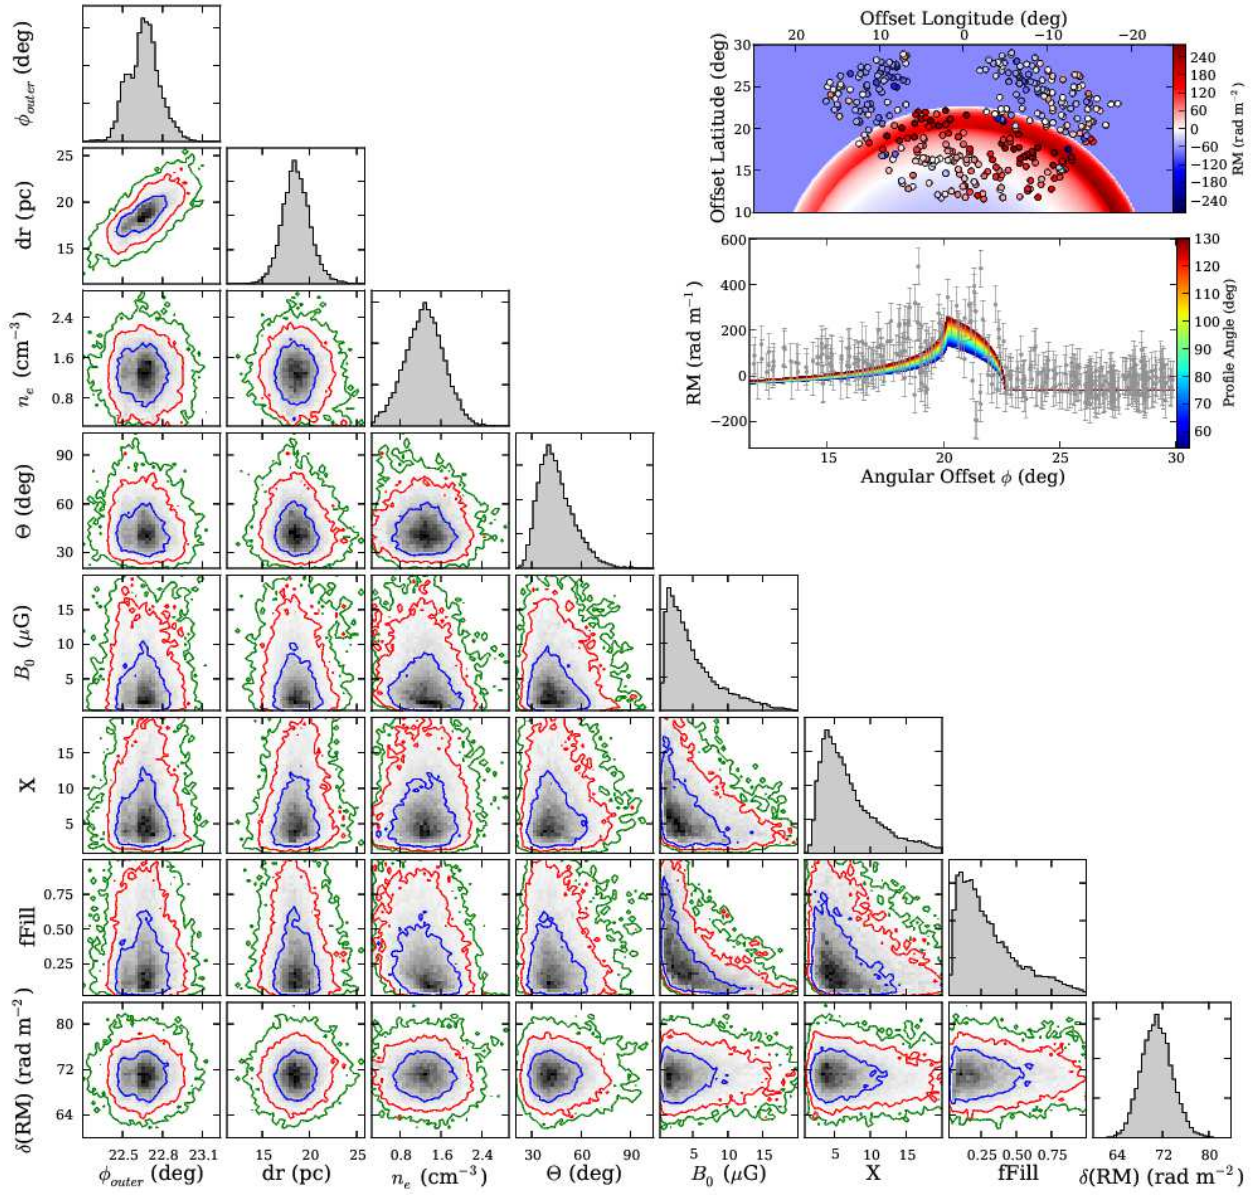 Offset Longitude (deg)
20 10 0 −10 −20
Offset Latitude (deg)
30
25
20
15
10
RM (rad m⁻²)
240
180
120
60
0
−60
−120
−180
−240
RM (rad m⁻¹)
600
400
200
0
−200
15 20 25 30
Angular Offset ϕ (deg)
Profile Angle (deg)
130
120
110
100
90
80
70
60
ϕouter (deg)
dr (pc)
25
20
15
nₑ (cm⁻³)
2.4
1.6
0.8
Θ (deg)
90
60
30
B₀ (μG)
15
10
5
X
15
10
5
fFill
0.75
0.50
0.25
δ(RM) (rad m⁻²)
80
72
64
22.5 22.8 23.1 15 20 25 0.8 1.6 2.4 30 60 90 5 10 15 5 10 15 0.25 0.50 0.75 64 72 80
ϕouter (deg) dr (pc) nₑ (cm⁻³) Θ (deg) B₀ (μG) X fFill δ(RM) (rad m⁻²)